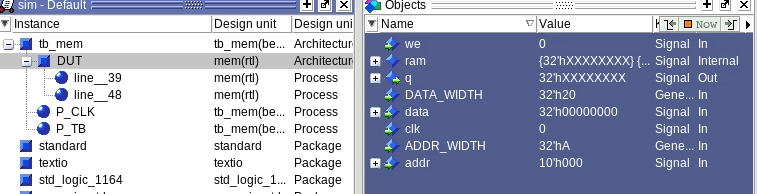 sim - Default
Instance Design unit Design uni
tb_mem tb_mem(be... Architectur
DUT mem(rtl) Architectur
line__39 mem(rtl) Process
line__48 mem(rtl) Process
P_CLK tb_mem(be... Process
P_TB tb_mem(be... Process
standard standard Package
textio textio Package
std_logic_1164 std_logic_1... Package
Objects
Name Value Now
we 0 Signal In
ram {32'hXXXXXXXX} {... Signal Internal
q 32'hXXXXXXXX Signal Out
DATA_WIDTH 32'h20 Gene... In
data 32'h00000000 Signal In
clk 0 Signal In
ADDR_WIDTH 32'hA Gene... In
addr 10'h000 Signal In